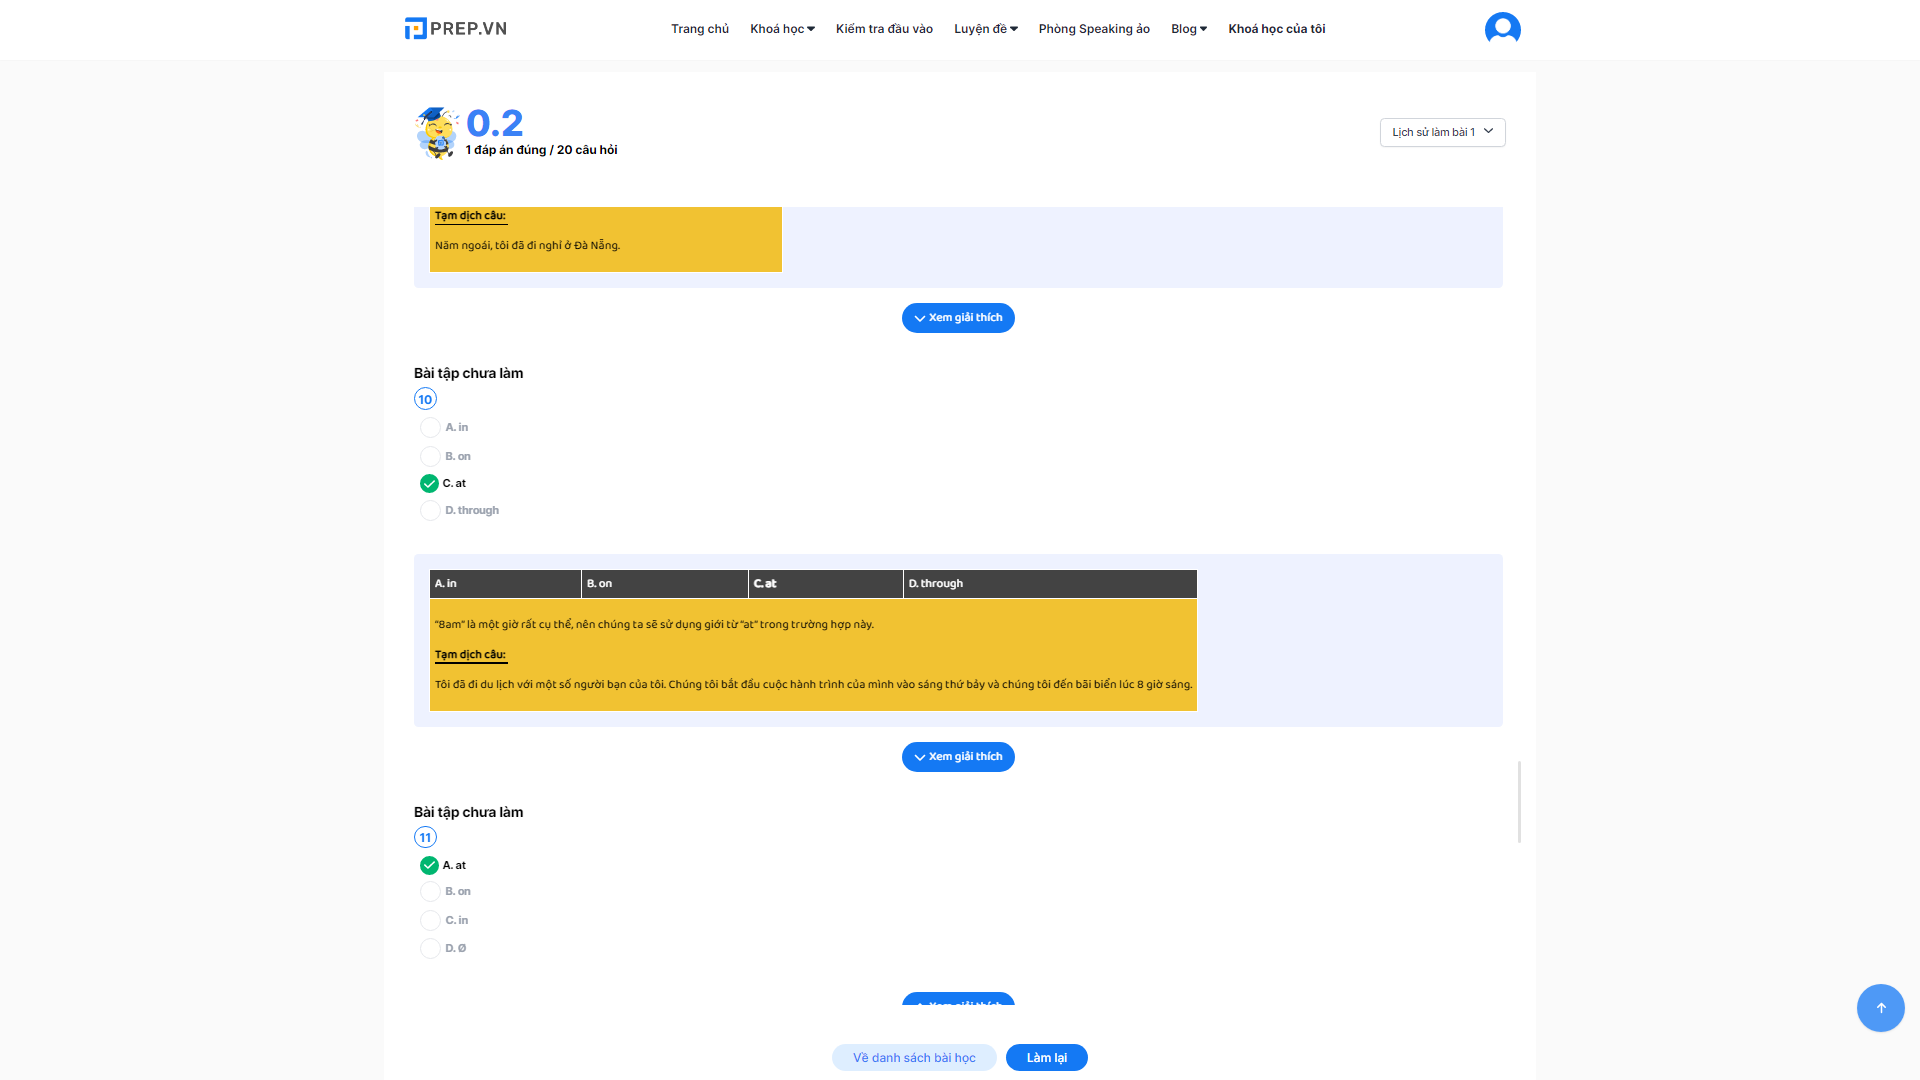 PREP.VN
Trang chủ Khoá học Kiểm tra đầu vào Luyện đề Phòng Speaking ảo Blog Khoá học của tôi
0.2
1 đáp án đúng / 20 câu hỏi
Lịch sử làm bài 1
Tạm dịch câu:
Năm ngoái, tôi đã đi nghỉ ở Đà Nẵng.
Xem giải thích
Bài tập chưa làm
10
A. in
B. on
C. at
D. through
A. in B. on C. at D. through
"8am" là một giờ rất cụ thể, nên chúng ta sẽ sử dụng giới từ "at" trong trường hợp này.
Tạm dịch câu:
Tôi đã đi du lịch với một số người bạn của tôi. Chúng tôi bắt đầu cuộc hành trình của mình vào sáng thứ bảy và chúng tôi đến bãi biển lúc 8 giờ sáng.
Xem giải thích
Bài tập chưa làm
11
A. at
B. on
C. in
D. Ø
Xem giải thích
Về danh sách bài học Làm lại